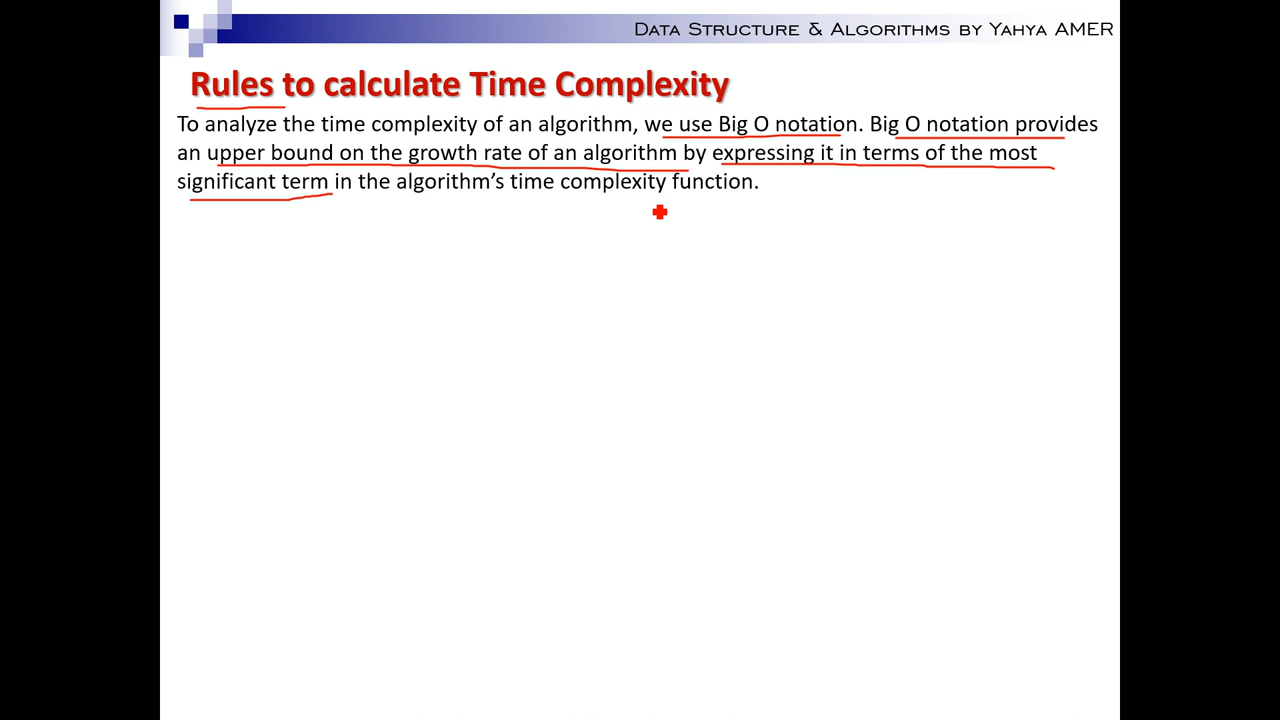 DATA STRUCTURE & ALGORITHMS BY YAHYA AMER
Rules to calculate Time Complexity
To analyze the time complexity of an algorithm, we use Big O notation. Big O notation provides
an upper bound on the growth rate of an algorithm by expressing it in terms of the most
significant term in the algorithm’s time complexity function.